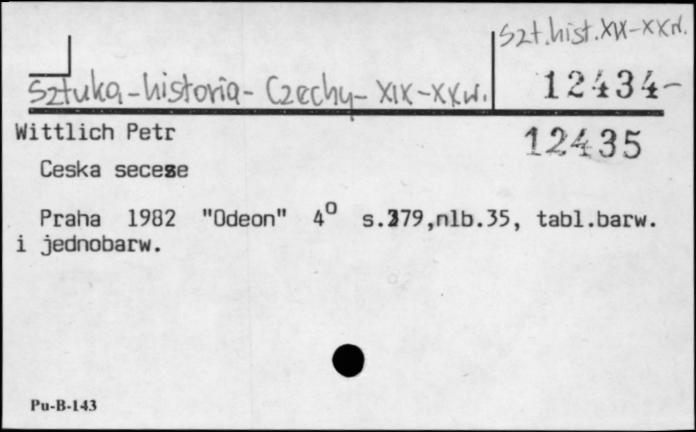 Szt.hist.XIX-XXw.
Sztuka-historia-Czechy-XIX-XXw.
12434-
12435
Wittlich Petr
Ceska secese
Praha 1982 "Odeon" 4° s.379,nlb.35, tabl.barw.
i jednobarw.
Pu-B-143